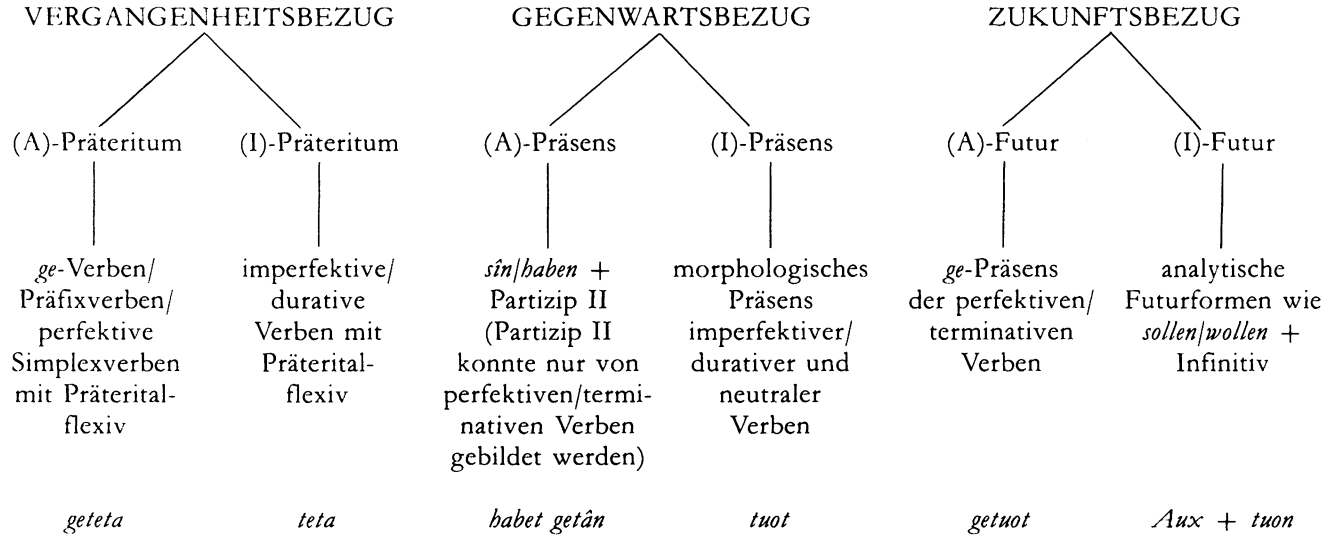 VERGANGENHEITSBEZUG GEGENWARTSBEZUG ZUKUNFTSBEZUG
(A)-Präteritum (I)-Präteritum (A)-Präsens (I)-Präsens (A)-Futur (I)-Futur
ge-Verben/ imperfektive/ sîn/haben + morphologisches ge-Präsens analytische
Präfixverben/ durative Partizip II Präsens der perfektiven/ Futurformen wie
perfektive Verben mit (Partizip II imperfektiver/ terminativen sollen/wollen +
Simplexverben Präterital- konnte nur von durativer und Verben Infinitiv
mit Präterital- flexiv perfektiven/termi- neutraler
flexiv nativen Verben Verben
gebildet werden)
geteta teta habet getân tuot getuot Aux + tuon